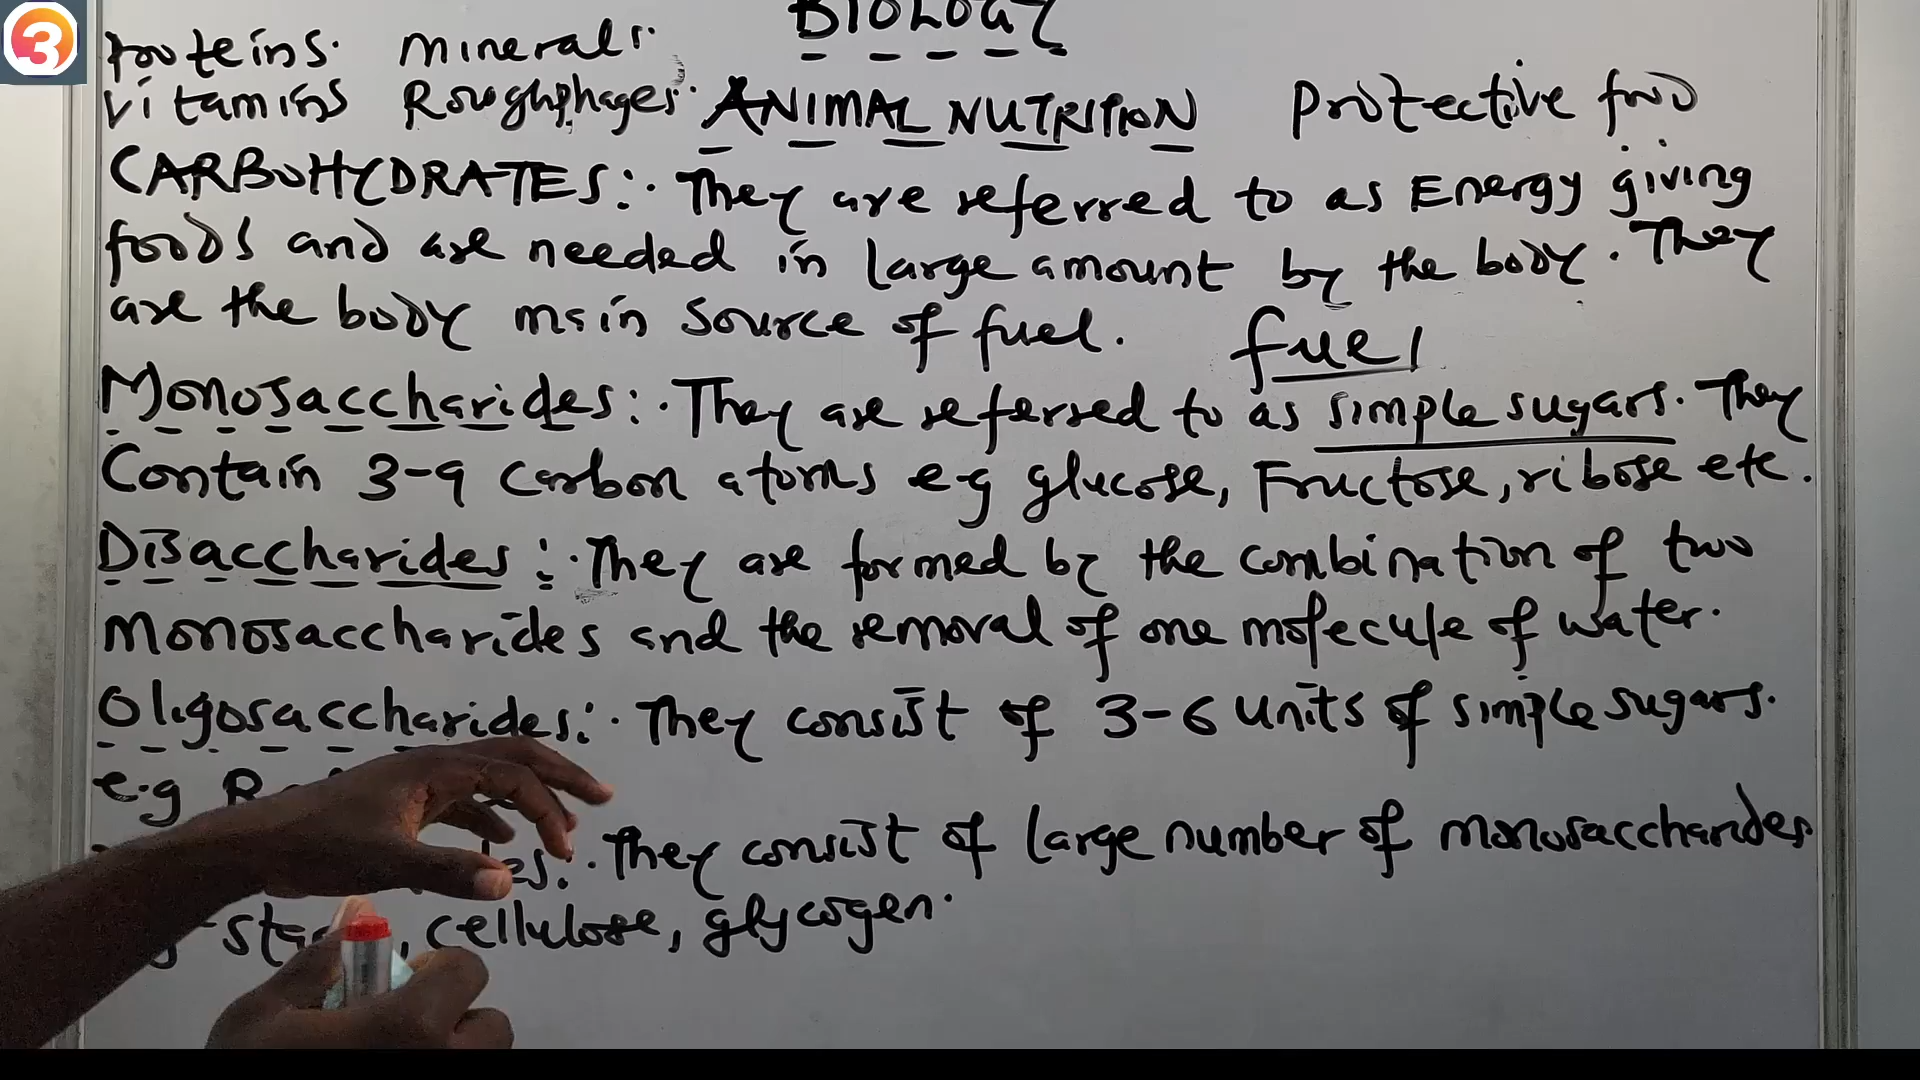 3
BIOLOGY
Proteins. Minerals.
Vitamins Roughphages. ANIMAL NUTRITION Protective food
CARBOHYDRATES:. They are referred to as Energy giving
foods and are needed in large amount by the body. They
are the body main source of fuel. fuel
Monosaccharides:. They are referred to as simple sugars. They
Contain 3-9 Carbon atoms e.g glucose, Fructose, ribose etc.
Disaccharides:. They are formed by the combination of two
monosaccharides and the removal of one molecule of water.
Oligosaccharides:. They consist of 3-6 units of simple sugars.
e.g
They consist of large number of monosaccharides
cellulose, glycogen.